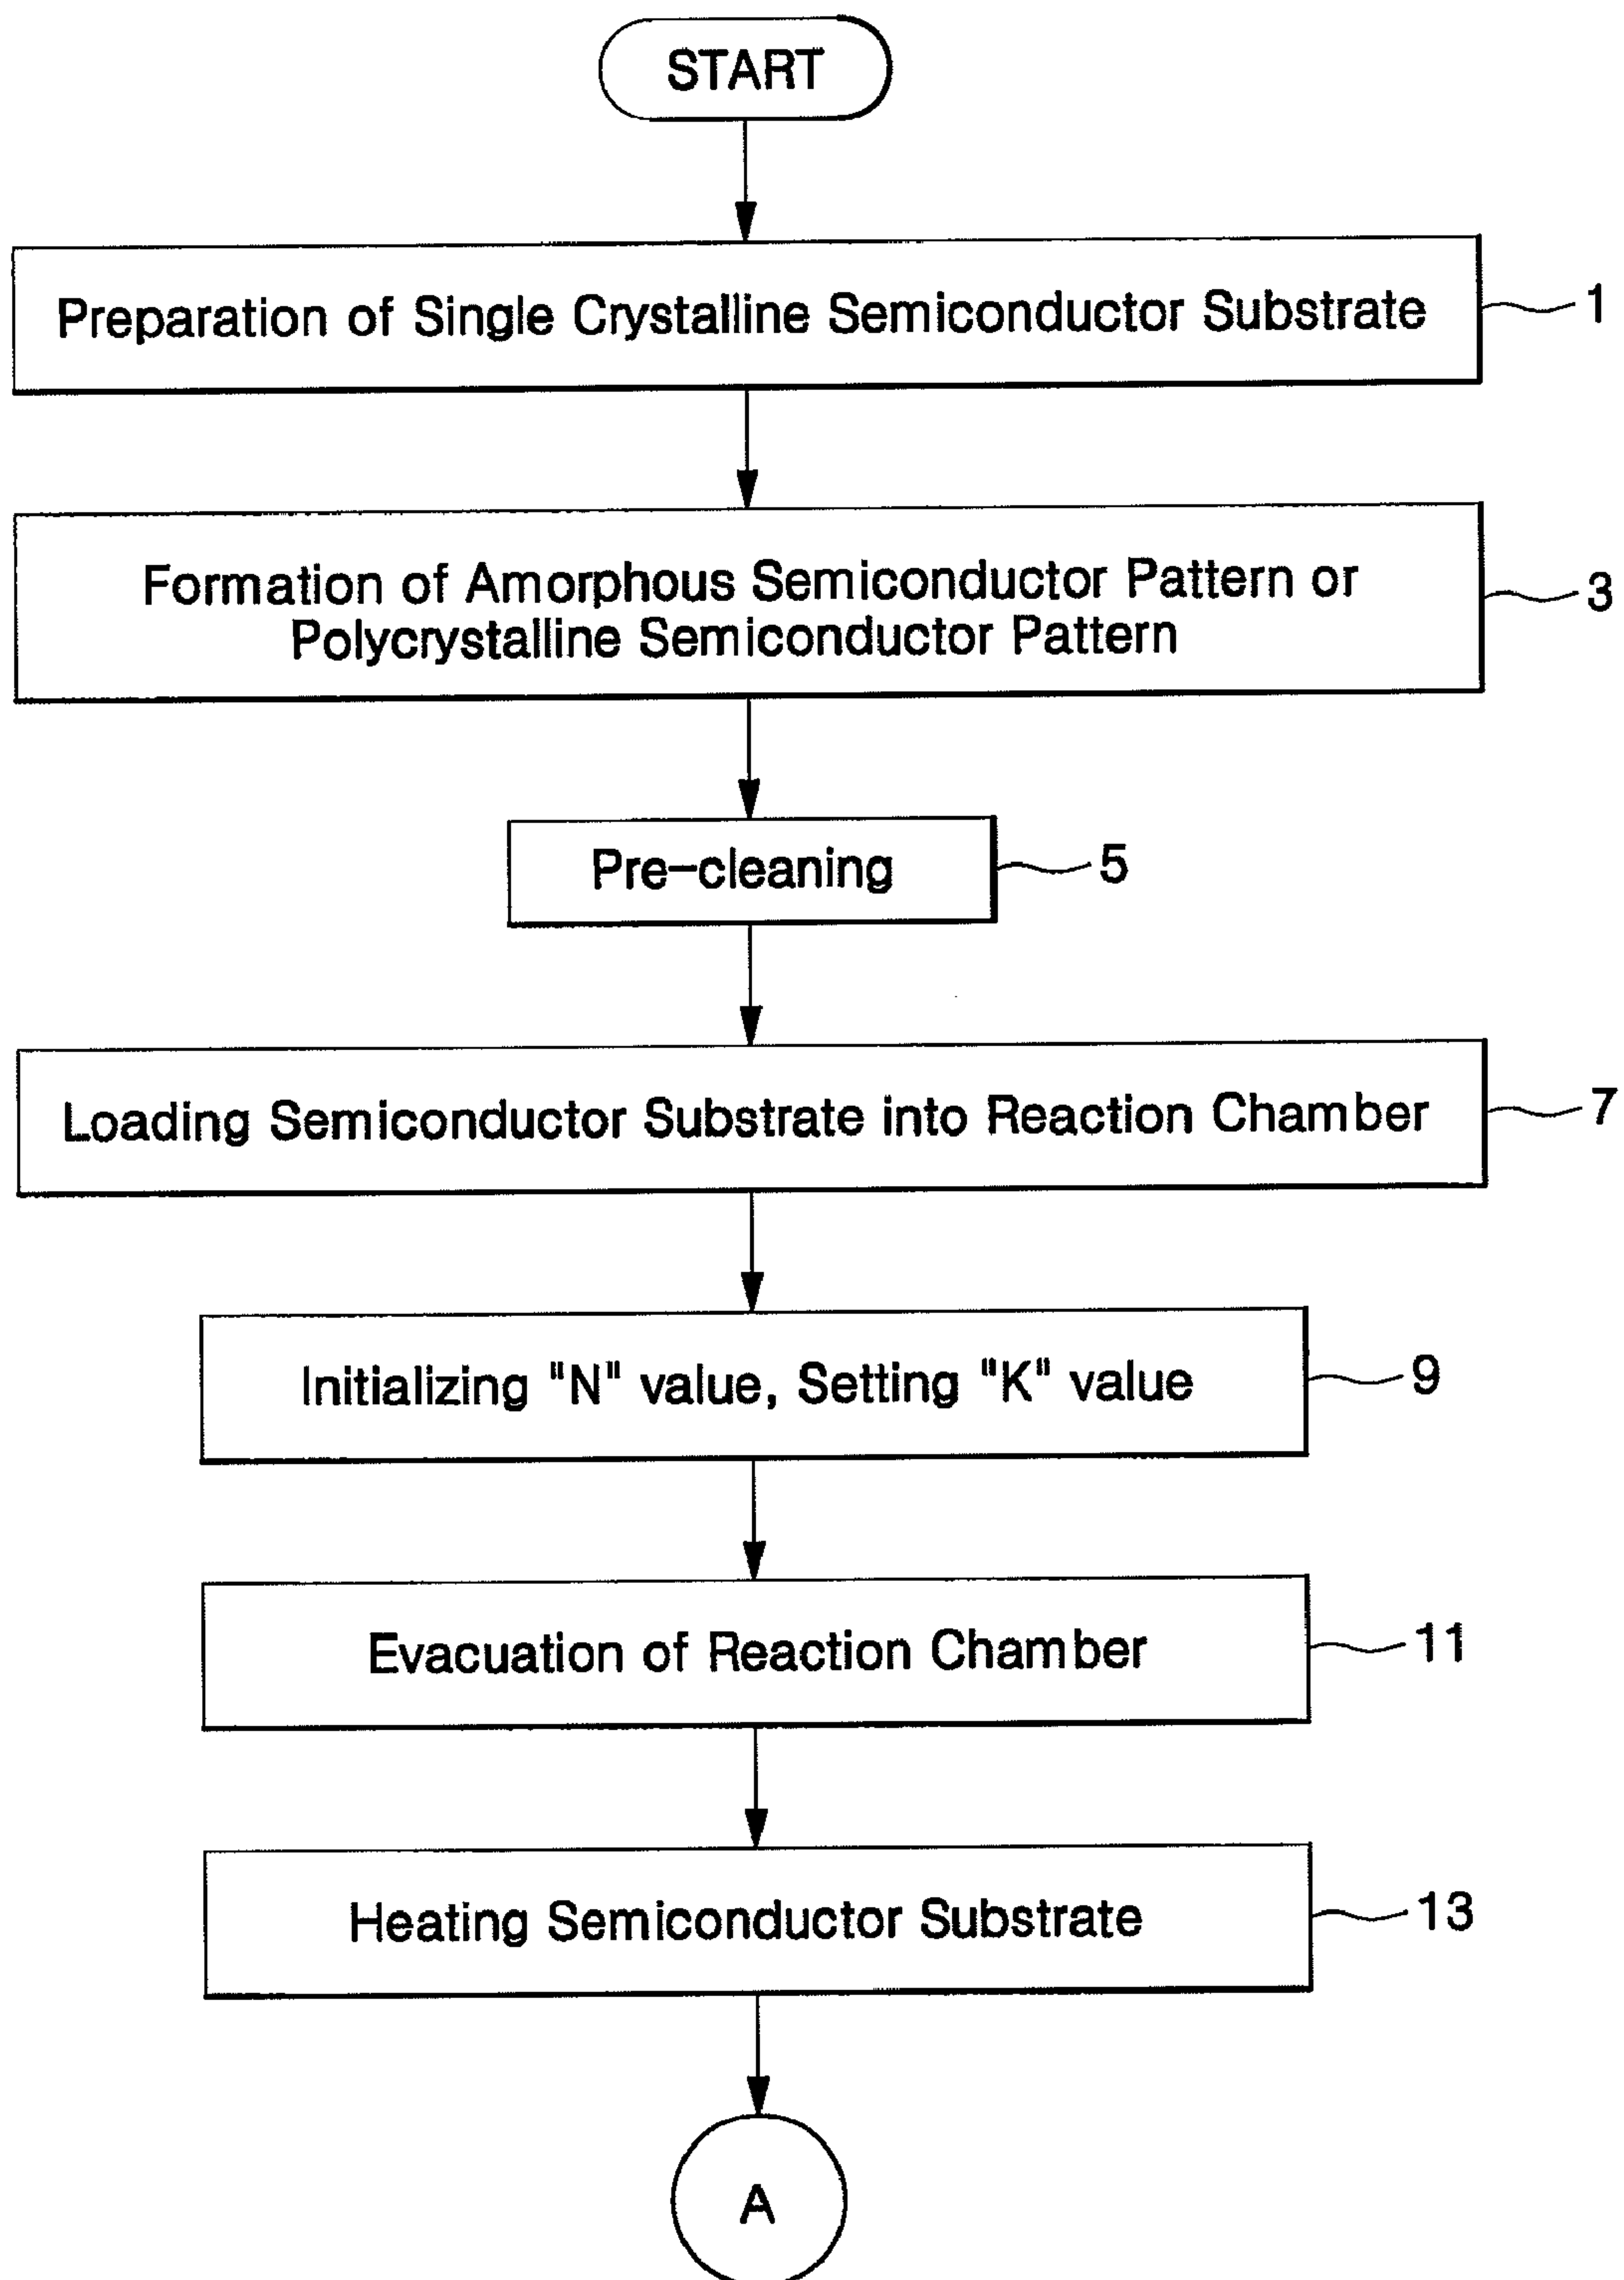 START
Preparation of Single Crystalline Semiconductor Substrate
1
Formation of Amorphous Semiconductor Pattern or
Polycrystalline Semiconductor Pattern
3
Pre-cleaning
5
Loading Semiconductor Substrate into Reaction Chamber
7
Initializing "N" value, Setting "K" value
9
Evacuation of Reaction Chamber
11
Heating Semiconductor Substrate
13
A